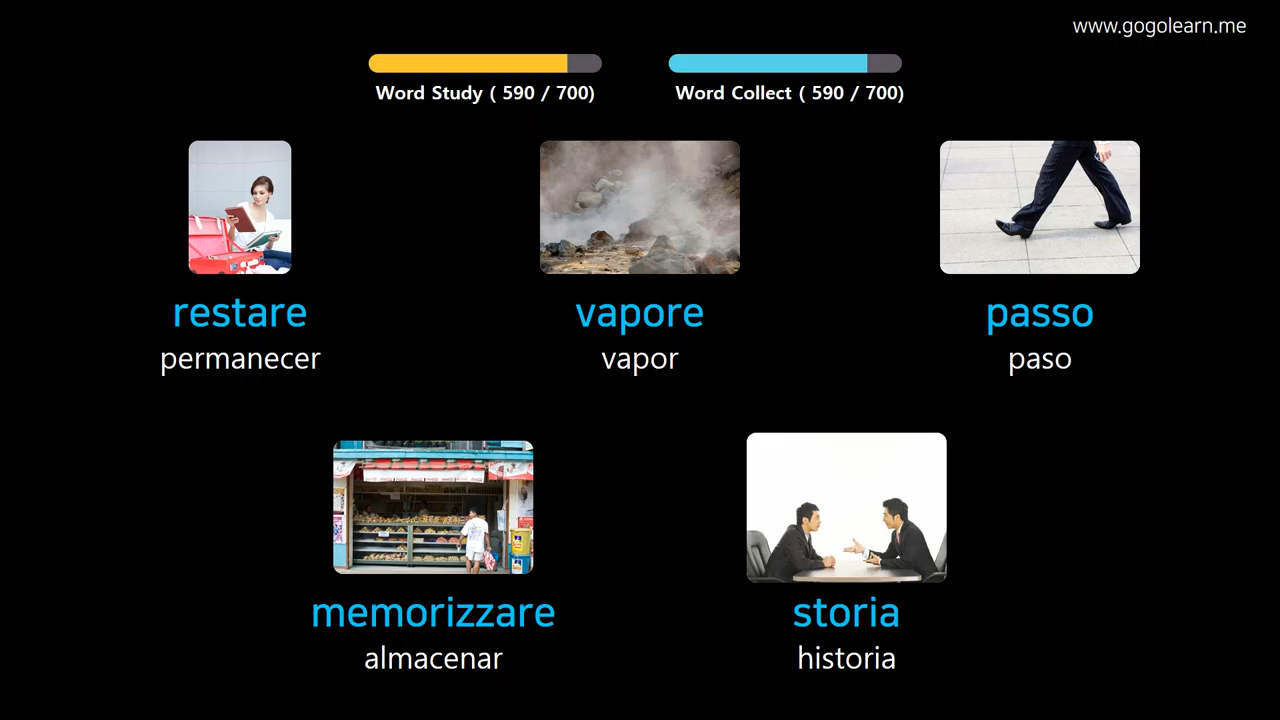 www.gogolearn.me
Word Study ( 590 / 700)
Word Collect ( 590 / 700)
restare
permanecer
vapore
vapor
passo
paso
memorizzare
almacenar
storia
historia